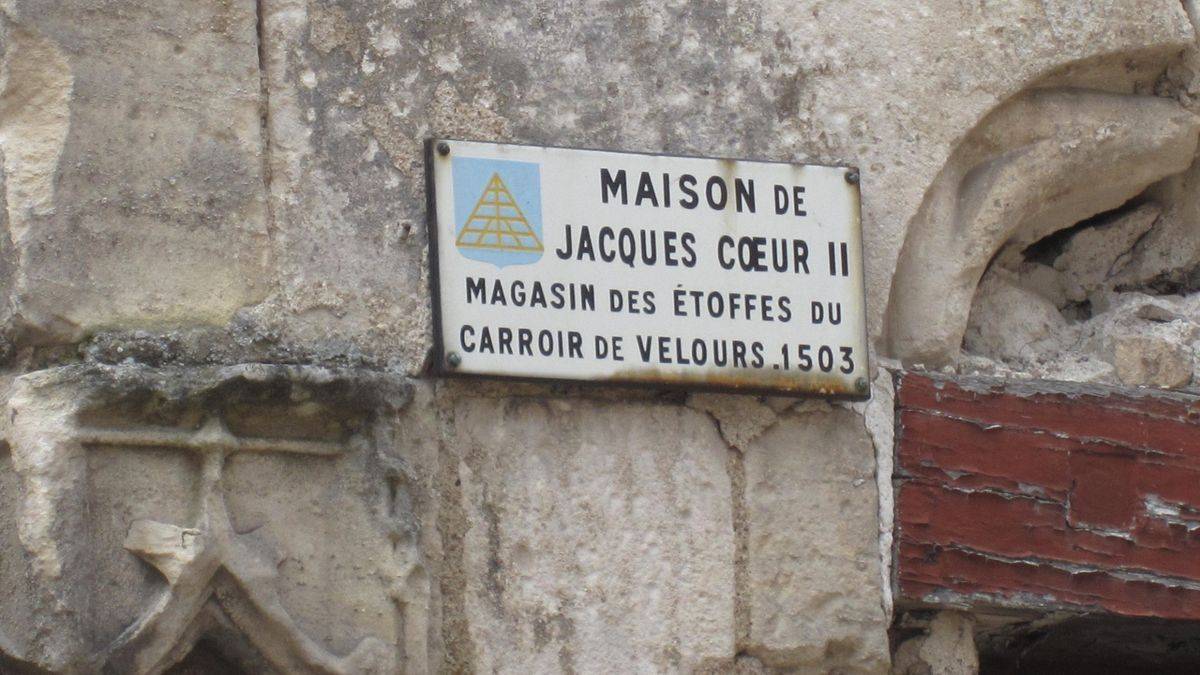 MAISON DE
JACQUES CŒUR II
MAGASIN DES ÉTOFFES DU
CARROIR DE VELOURS.1503